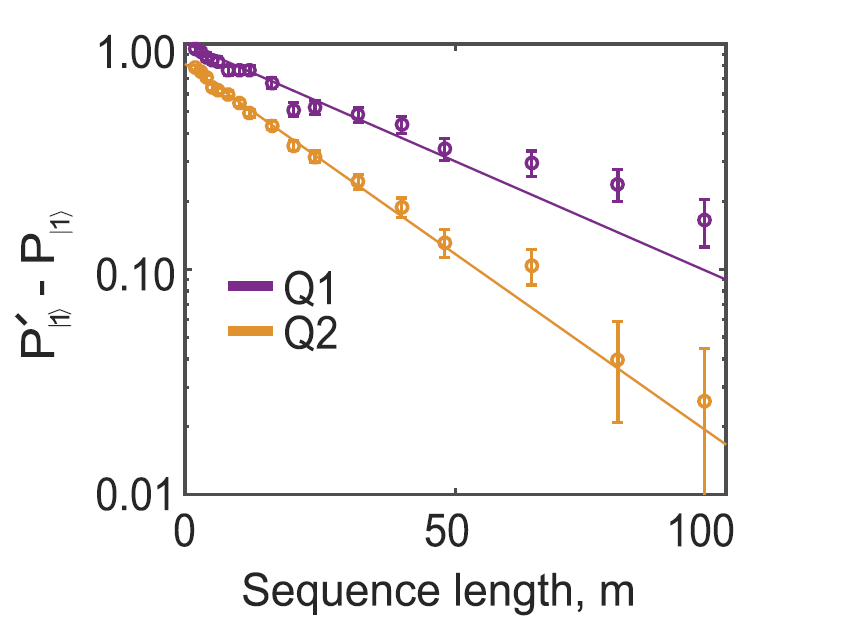 1.00
0.10
0.01
P′|1⟩ - P|1⟩
Q1
Q2
0
50
100
Sequence length, m